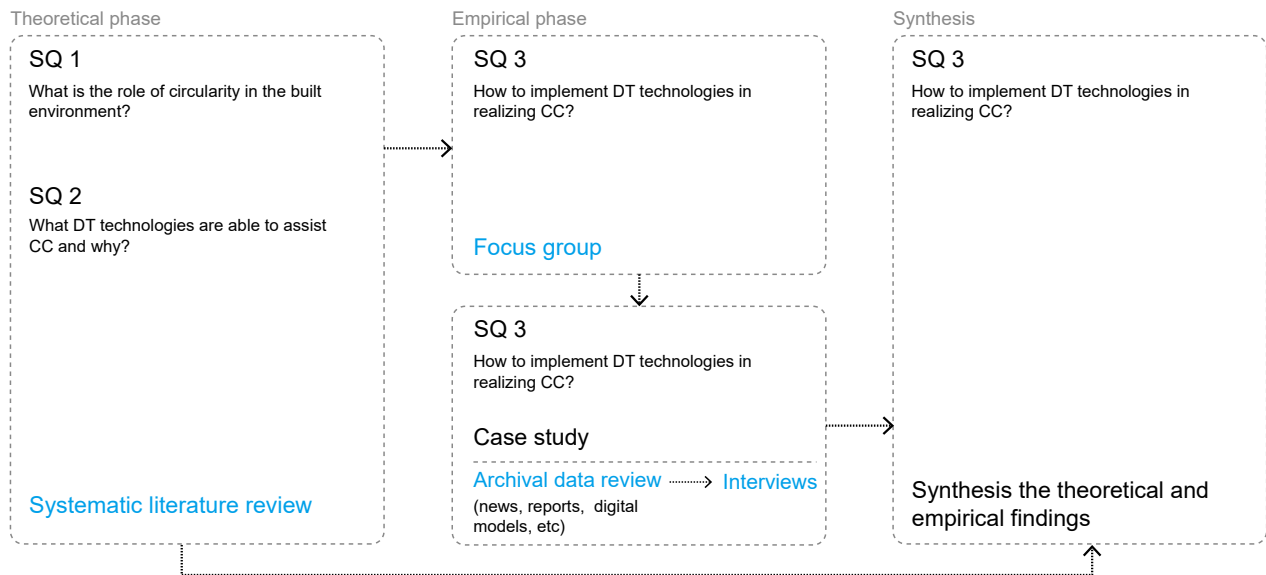 Theoretical phase
SQ 1
What is the role of circularity in the built
environment?
SQ 2
What DT technologies are able to assist
CC and why?
Systematic literature review
Empirical phase
SQ 3
How to implement DT technologies in
realizing CC?
Focus group
SQ 3
How to implement DT technologies in
realizing CC?
Case study
Archival data review
Interviews
(news, reports, digital
models, etc)
Synthesis
SQ 3
How to implement DT technologies in
realizing CC?
Synthesis the theoretical and
empirical findings